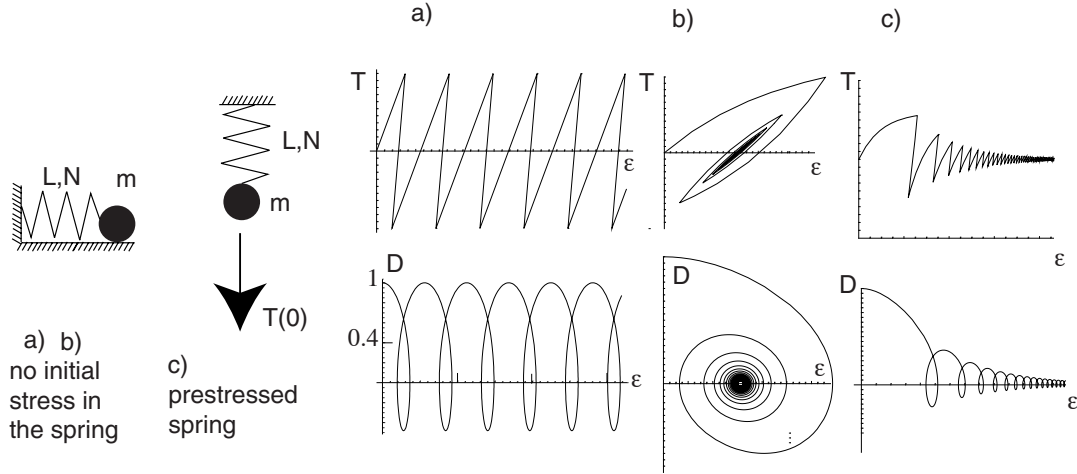 a)
b)
c)
T
ε
T
ε
T
ε
L,N
m
L,N
m
T(0)
D
1
0.4
ε
D
ε
D
ε
a) b)
no initial
stress in
the spring
c)
prestressed
spring